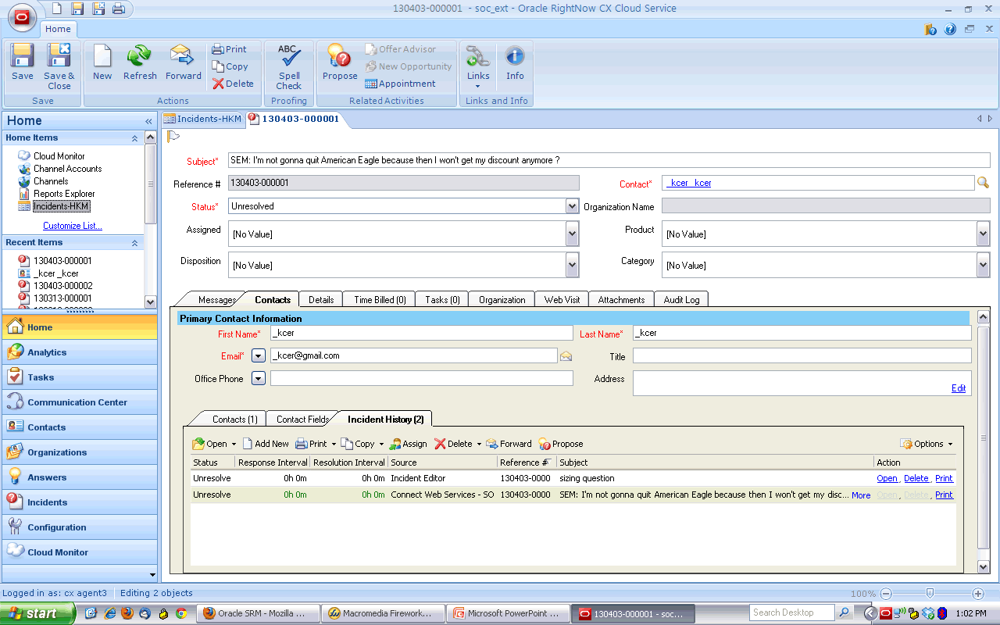 130403-000001 - soc_ext - Oracle RightNow CX Cloud Service
Home
Save
Save & Close
Save
New
Refresh
Forward
Print
Copy
Delete
Actions
ABC
Spell Check
Proofing
Propose
Offer Advisor
New Opportunity
Appointment
Related Activities
Links
Info
Links and Info
Home
Home Items
Cloud Monitor
Channel Accounts
Channels
Reports Explorer
Incidents-HKM
Customize List...
Recent Items
130403-000001
_kcer _kcer
130403-000002
130313-000001
Home
Analytics
Tasks
Communication Center
Contacts
Organizations
Answers
Incidents
Configuration
Cloud Monitor
Incidents-HKM
130403-000001
Subject* SEM: I'm not gonna quit American Eagle because then I won't get my discount anymore ?
Reference # 130403-000001 Contact* _kcer _kcer
Status* Unresolved Organization Name
Assigned [No Value] Product [No Value]
Disposition [No Value] Category [No Value]
Messages Contacts Details Time Billed (0) Tasks (0) Organization Web Visit Attachments Audit Log
Primary Contact Information
First Name* _kcer Last Name* _kcer
Email* _kcer@gmail.com Title
Office Phone Address
Edit
Contacts (1) Contact Fields Incident History (2)
Open Add New Print Copy Assign Delete Forward Propose Options
Status Response Interval Resolution Interval Source Reference # Subject Action
Unresolve 0h 0m 0h 0m Incident Editor 130403-0000 sizing question Open, Delete, Print
Unresolve 0h 0m 0h 0m Connect Web Services - SO 130403-0000 SEM: I'm not gonna quit American Eagle because then I won't get my disc... More Open, Delete, Print
Logged in as: cx agent3 Editing 2 objects 100%
start Oracle SRM - Mozilla ... Macromedia Firework... Microsoft PowerPoint ... 130403-000001 - soc... Search Desktop 1:02 PM